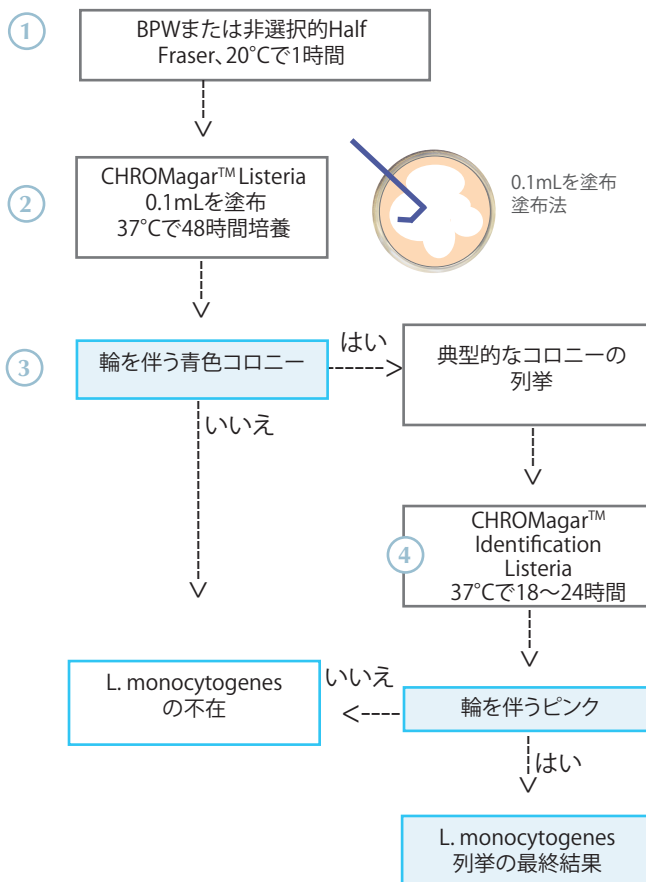 1
BPWまたは非選択的Half
Fraser、20°Cで1時間
2
CHROMagar™ Listeria
0.1mLを塗布
37°Cで48時間培養
0.1mLを塗布
塗布法
3
輪を伴う青色コロニー
はい
典型的なコロニーの
列挙
いいえ
4
CHROMagar™
Identification
Listeria
37°Cで18～24時間
L. monocytogenes
の不在
いいえ
輪を伴うピンク
はい
L. monocytogenes
列挙の最終結果